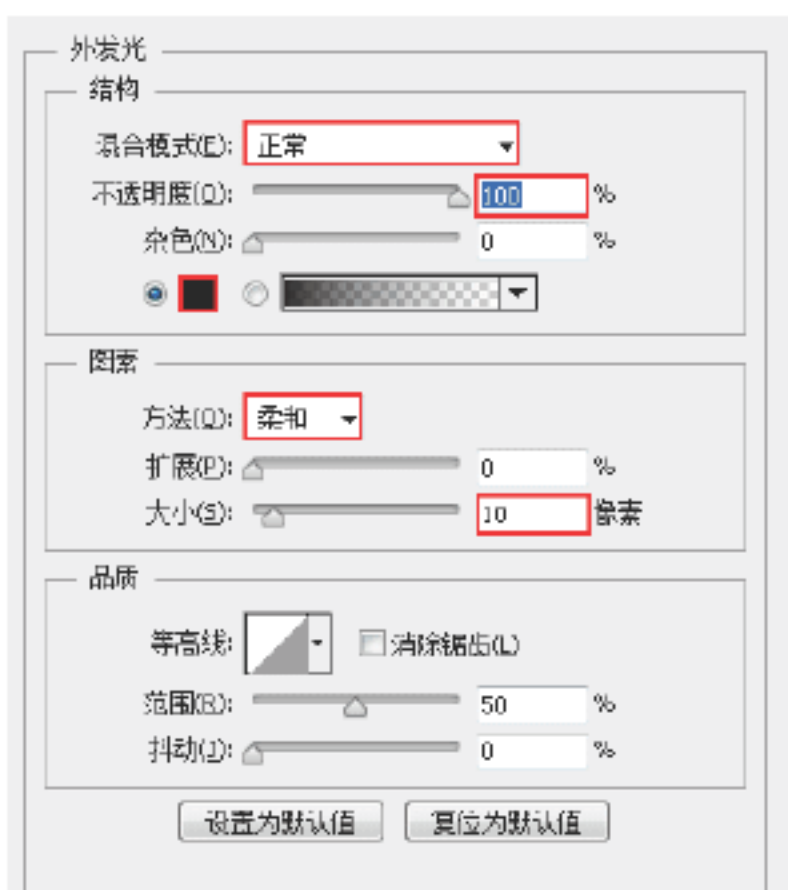 外发光
结构
混合模式(E): 正常
不透明度(O): 100 %
杂色(N): 0 %
图素
方法(Q): 柔和
扩展(P): 0 %
大小(S): 10 像素
品质
等高线: 消除锯齿(L)
范围(R): 50 %
抖动(J): 0 %
设置为默认值 复位为默认值